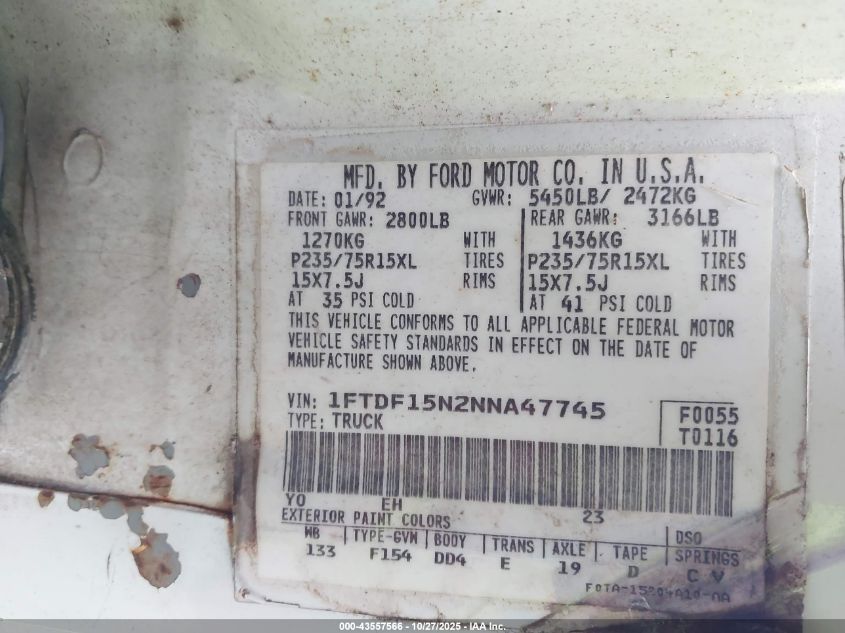 MFD. BY FORD MOTOR CO. IN U.S.A.
DATE: 01/92 GVWR: 5450LB/ 2472KG
FRONT GAWR: 2800LB REAR GAWR: 3166LB
1270KG WITH 1436KG WITH
P235/75R15XL TIRES P235/75R15XL TIRES
15X7.5J RIMS 15X7.5J RIMS
AT 35 PSI COLD AT 41 PSI COLD
THIS VEHICLE CONFORMS TO ALL APPLICABLE FEDERAL MOTOR
VEHICLE SAFETY STANDARDS IN EFFECT ON THE DATE OF
MANUFACTURE SHOWN ABOVE.
VIN: 1FTDF15N2NNA47745 F0055
TYPE: TRUCK T0116
YO EH 23
EXTERIOR PAINT COLORS DSO
WB TYPE-GVM BODY TRANS AXLE TAPE SPRINGS
133 F154 DD4 E 19 D C V
F0TA-15204A10-AA
000-43557566 - 10/27/2025 - IAA Inc.